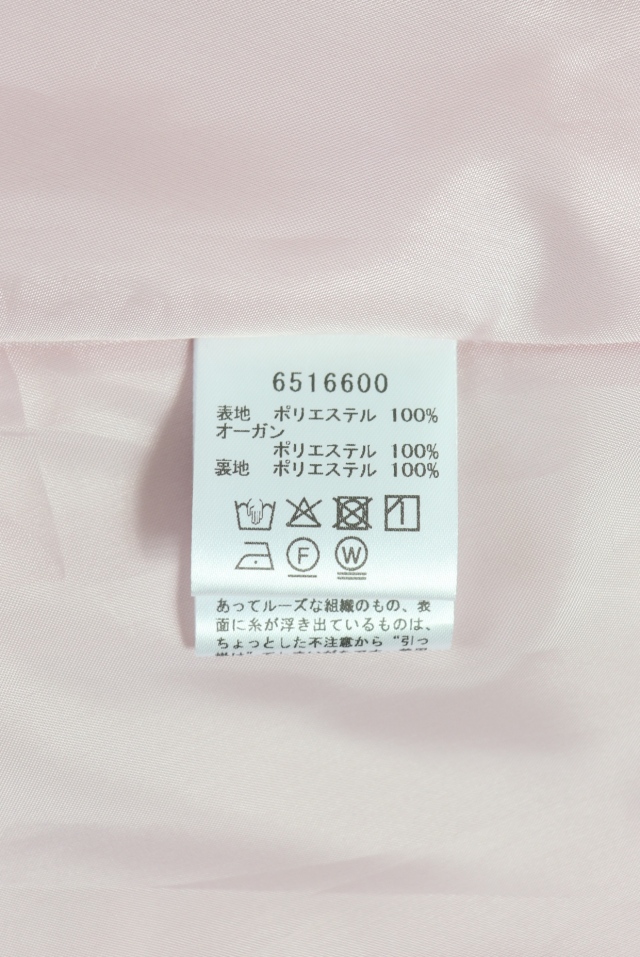 6516600
表地 ポリエステル 100%
オーガン
ポリエステル 100%
裏地 ポリエステル 100%
F W
あってルーズな組織のもの、表
面に糸が浮き出ているものは、
ちょっとした不注意から“引っ